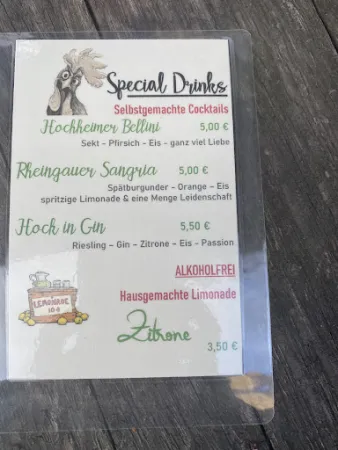 Special Drinks
Selbstgemachte Cocktails
Hochheimer Bellini 5,00 €
Sekt - Pfirsich - Eis - ganz viel Liebe
Rheingauer Sangria 5,00 €
Spätburgunder - Orange - Eis
spritzige Limonade & eine Menge Leidenschaft
Hock in Gin 5,50 €
Riesling - Gin - Zitrone - Eis - Passion
ALKOHOLFREI
Hausgemachte Limonade
LEMONADE
10¢
Zitrone
3,50 €